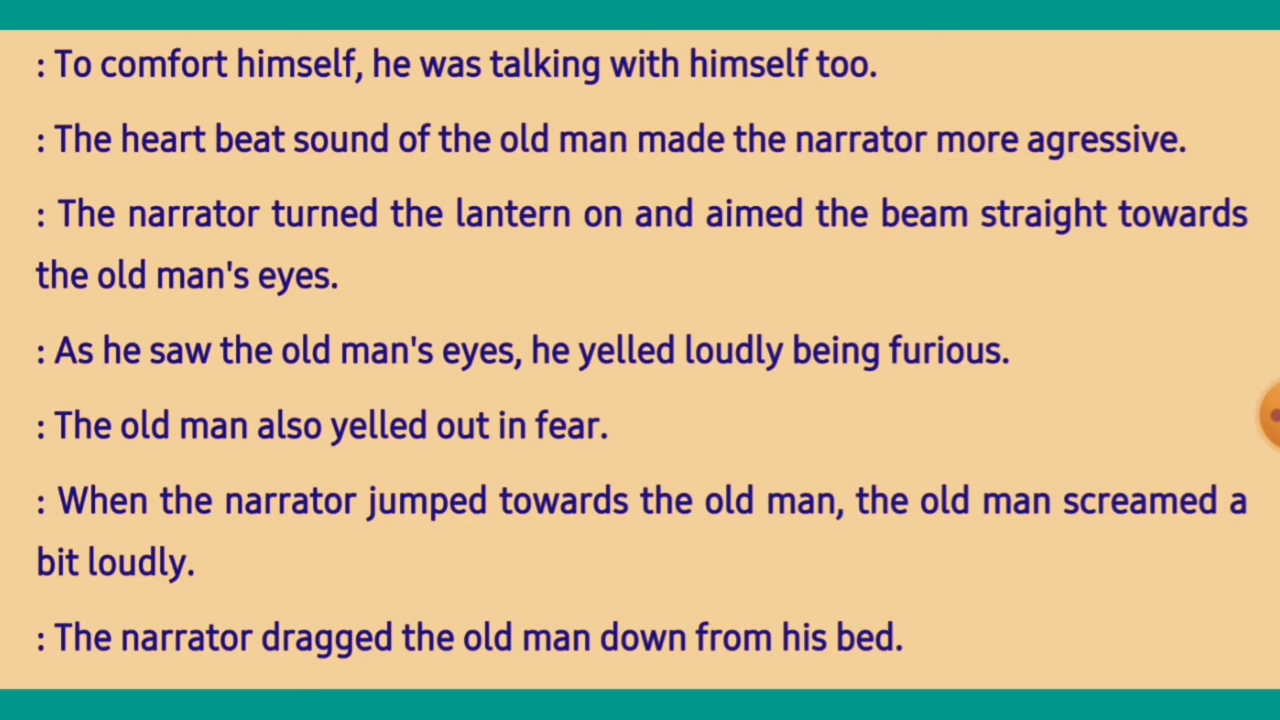 : To comfort himself, he was talking with himself too.
: The heart beat sound of the old man made the narrator more agressive.
: The narrator turned the lantern on and aimed the beam straight towards
the old man's eyes.
: As he saw the old man's eyes, he yelled loudly being furious.
: The old man also yelled out in fear.
: When the narrator jumped towards the old man, the old man screamed a
bit loudly.
: The narrator dragged the old man down from his bed.